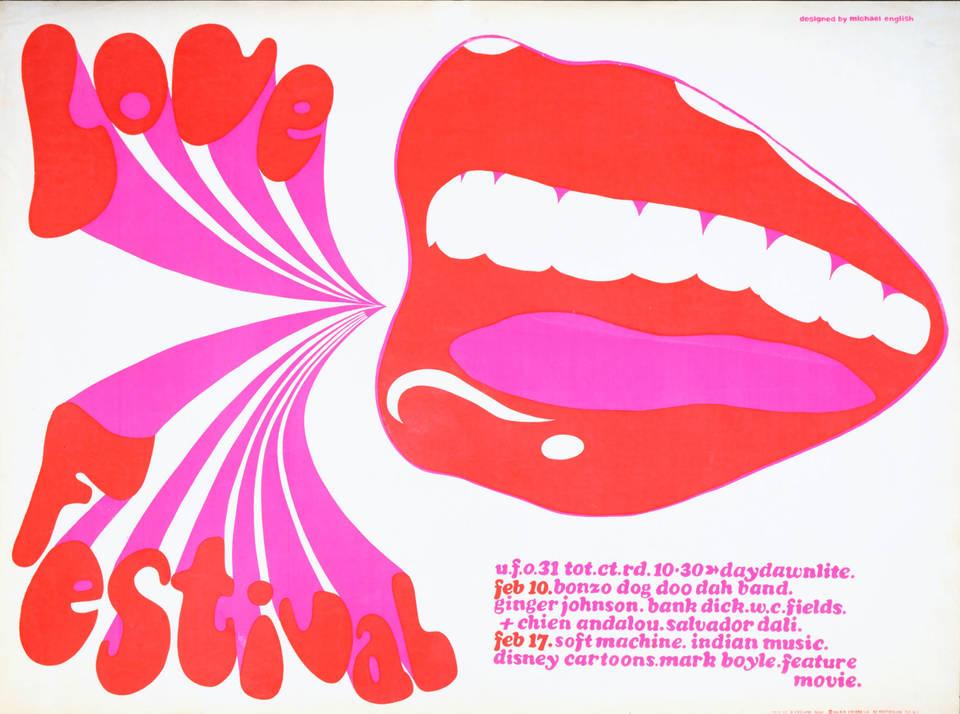 designed by michael english
Love
Festival
u.f.o.31 tot.ct.rd. 10·30»daydawnlite.
feb 10.bonzo dog doo dah band.
ginger johnson. bank dick.w.c.fields.
+ chien andalou.salvador dali.
feb 17.soft machine. indian music.
disney cartoons.mark boyle.feature
movie.